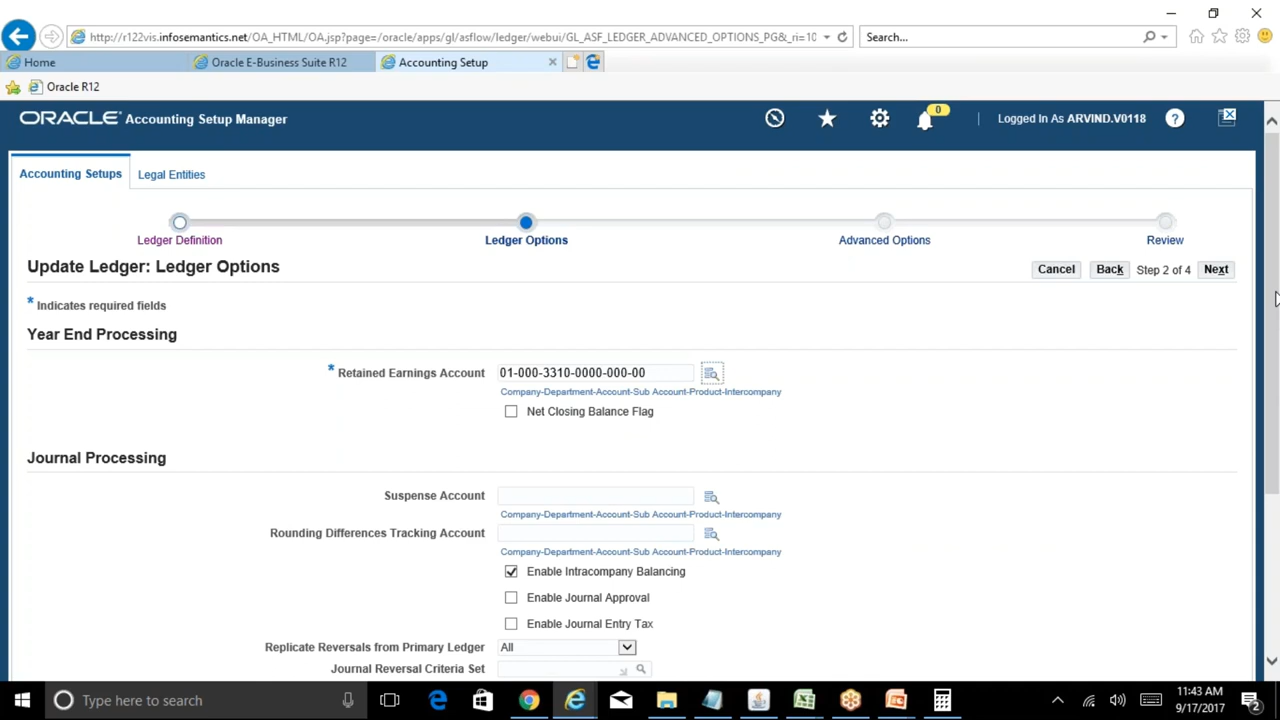 http://r122vis.infosemantics.net/OA_HTML/OA.jsp?page=/oracle/apps/gl/asflow/ledger/webui/GL_ASF_LEDGER_ADVANCED_OPTIONS_PG&_ri=10
Search...
Home
Oracle E-Business Suite R12
Accounting Setup
Oracle R12
ORACLE Accounting Setup Manager
0
Logged In As ARVIND.V0118
?
Accounting Setups
Legal Entities
Ledger Definition
Ledger Options
Advanced Options
Review
Update Ledger: Ledger Options
Cancel
Back
Step 2 of 4
Next
* Indicates required fields
Year End Processing
* Retained Earnings Account
01-000-3310-0000-000-00
Company-Department-Account-Sub Account-Product-Intercompany
Net Closing Balance Flag
Journal Processing
Suspense Account
Company-Department-Account-Sub Account-Product-Intercompany
Rounding Differences Tracking Account
Company-Department-Account-Sub Account-Product-Intercompany
Enable Intracompany Balancing
Enable Journal Approval
Enable Journal Entry Tax
Replicate Reversals from Primary Ledger
All
Journal Reversal Criteria Set
Type here to search
11:43 AM
9/17/2017
2